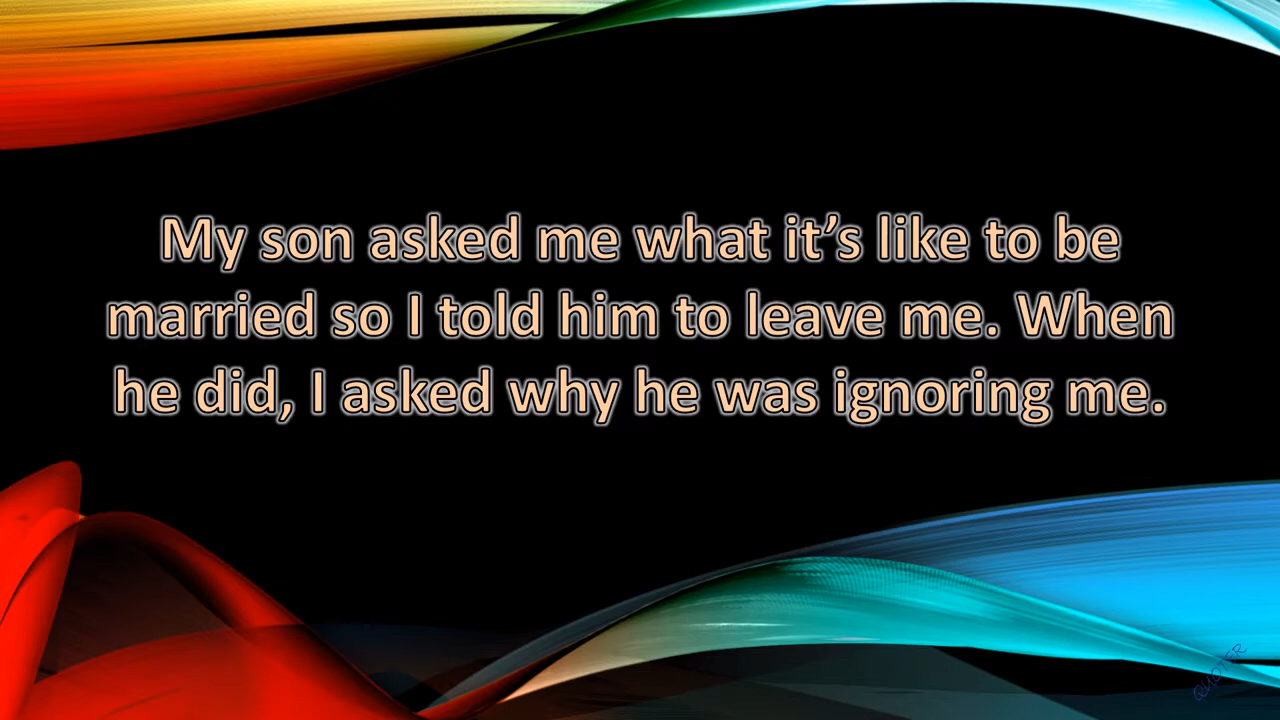 My son asked me what it’s like to be
married so I told him to leave me. When
he did, I asked why he was ignoring me.
QUOTER